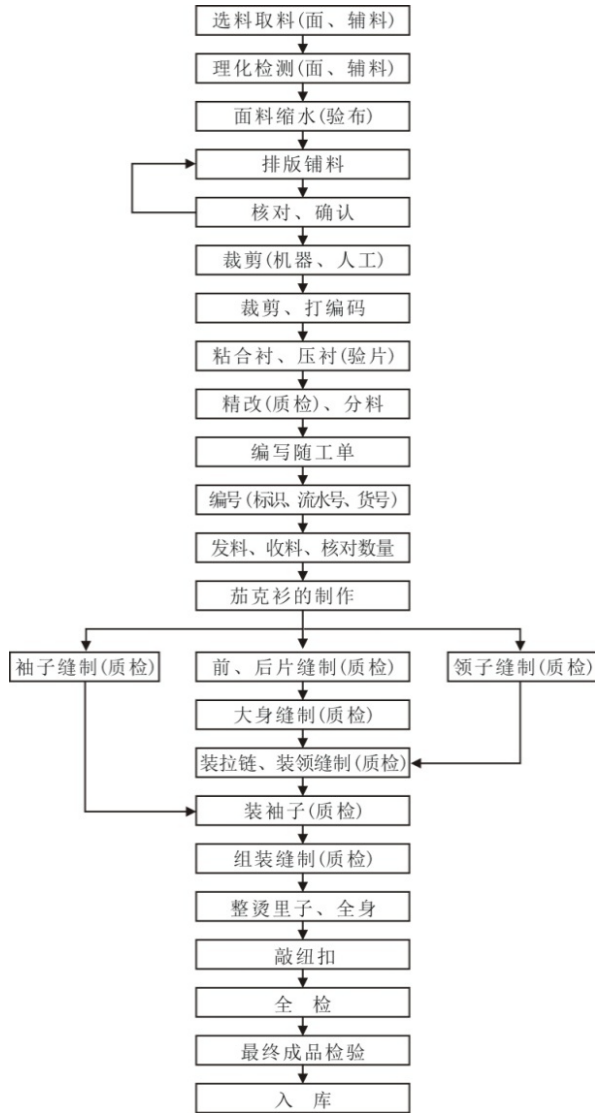 选料取料(面、辅料)
理化检测(面、辅料)
面料缩水(验布)
排版铺料
核对、确认
裁剪(机器、人工)
裁剪、打编码
粘合衬、压衬(验片)
精改(质检)、分料
编写随工单
编号(标识、流水号、货号)
发料、收料、核对数量
茄克衫的制作
袖子缝制(质检)
前、后片缝制(质检)
领子缝制(质检)
大身缝制(质检)
装拉链、装领缝制(质检)
装袖子(质检)
组装缝制(质检)
整烫里子、全身
敲纽扣
全 检
最终成品检验
入 库